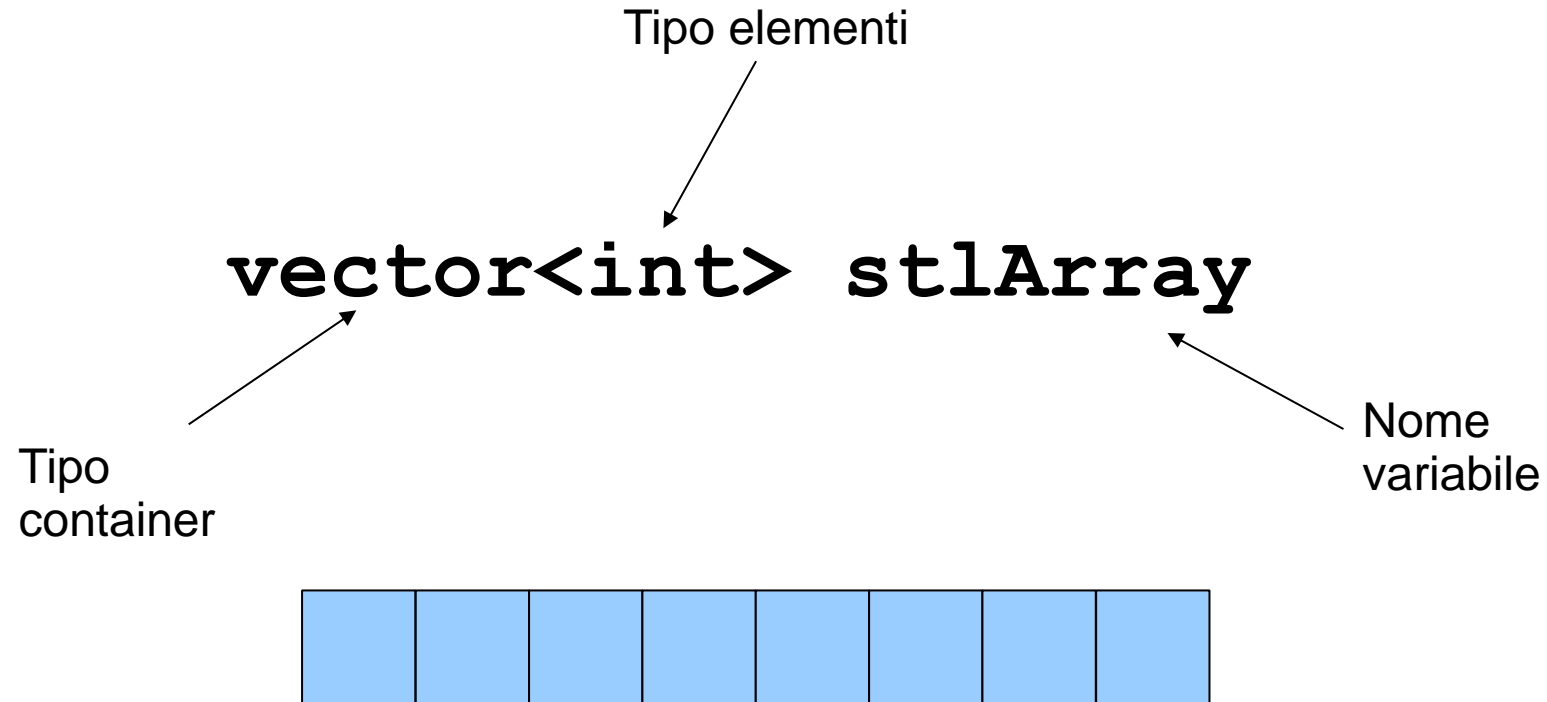 Tipo elementi
vector<int> stlArray
Tipo
container
Nome
variabile